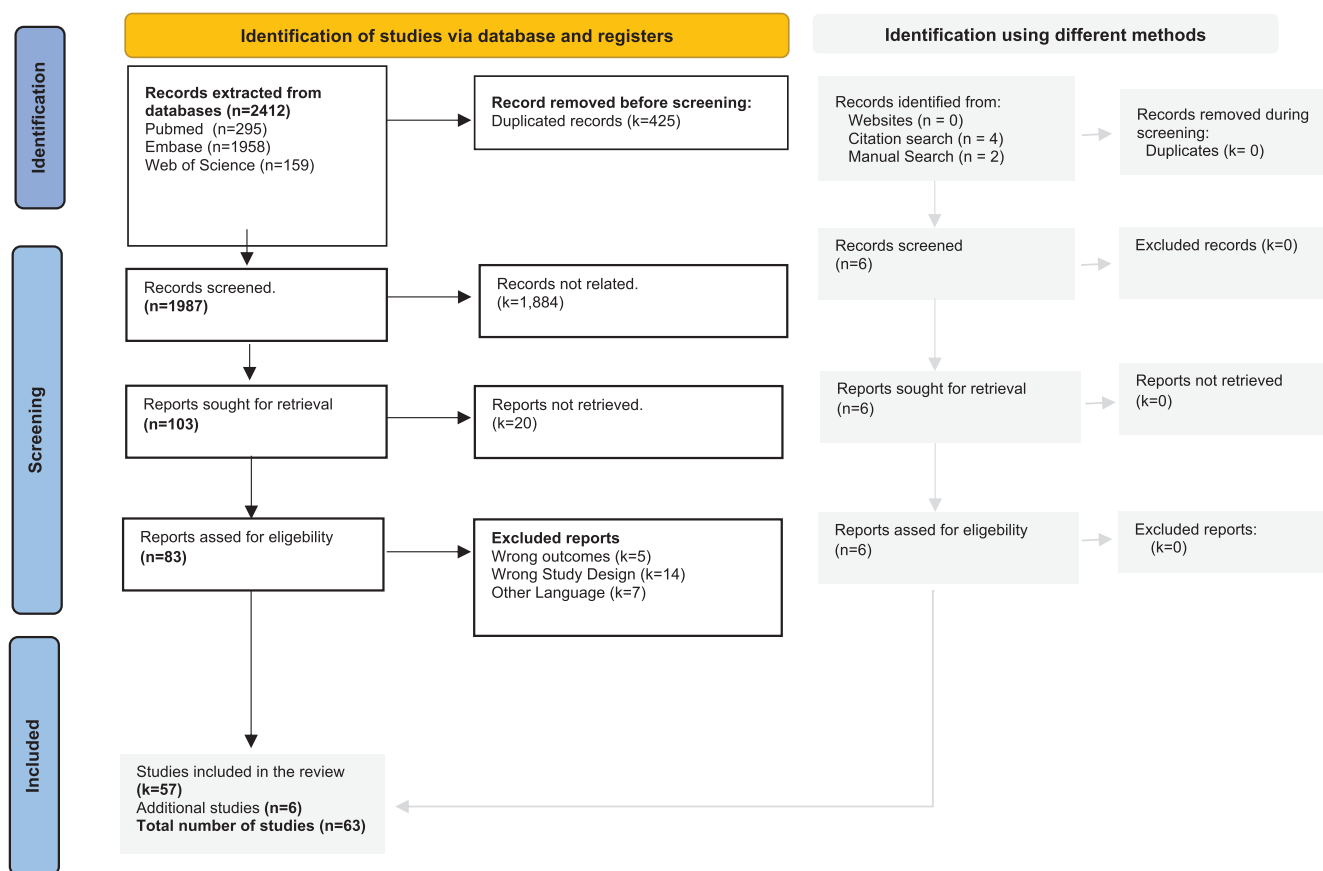 Identification of studies via database and registers
Identification using different methods
Identification
Records extracted from
databases (n=2412)
Pubmed  (n=295)
Embase (n=1958)
Web of Science (n=159)
Record removed before screening:
Duplicated records (k=425)
Records identified from:
Websites (n = 0)
Citation search (n = 4)
Manual Search (n = 2)
Records removed during
screening:
Duplicates (k= 0)
Screening
Records screened.
(n=1987)
Records not related.
(k=1,884)
Records screened
(n=6)
Excluded records (k=0)
Reports sought for retrieval
(n=103)
Reports not retrieved.
(k=20)
Reports sought for retrieval
(n=6)
Reports not retrieved
(k=0)
Reports assed for eligibility
(n=83)
Excluded reports
Wrong outcomes (k=5)
Wrong Study Design (k=14)
Other Language (k=7)
Reports assed for eligebility
(n=6)
Excluded reports:
(k=0)
Included
Studies included in the review
(k=57)
Additional studies (n=6)
Total number of studies (n=63)